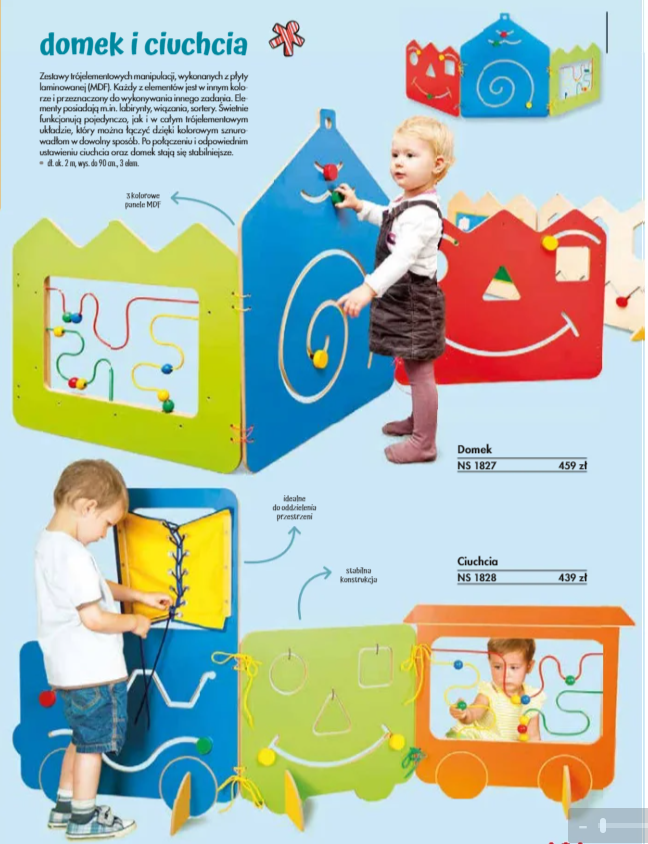 domek i ciuchcia
Zestawy trójelementowych manipulacji, wykonanych z płyty
laminowanej (MDF). Każdy z elementów jest w innym kolo-
rze i przeznaczony do wykonywania innego zadania. Ele-
menty posiadają m.in. labirynty, wiązania, sortery. Świetnie
funkcjonują pojedynczo, jak i w całym trójelementowym
układzie, który można łączyć dzięki kolorowym sznuro-
wadłom w dowolny sposób. Po połączeniu i odpowiednim
ustawieniu ciuchcia oraz domek stają się stabilniejsze.
dł. ok. 2 m, wys. do 90 cm., 3 elem.
3 kolorowe
panele MDF
Domek
NS 1827 459 zł
idealne
do oddzielenia
przestrzeni
stabilna
konstrukcja
Ciuchcia
NS 1828 439 zł